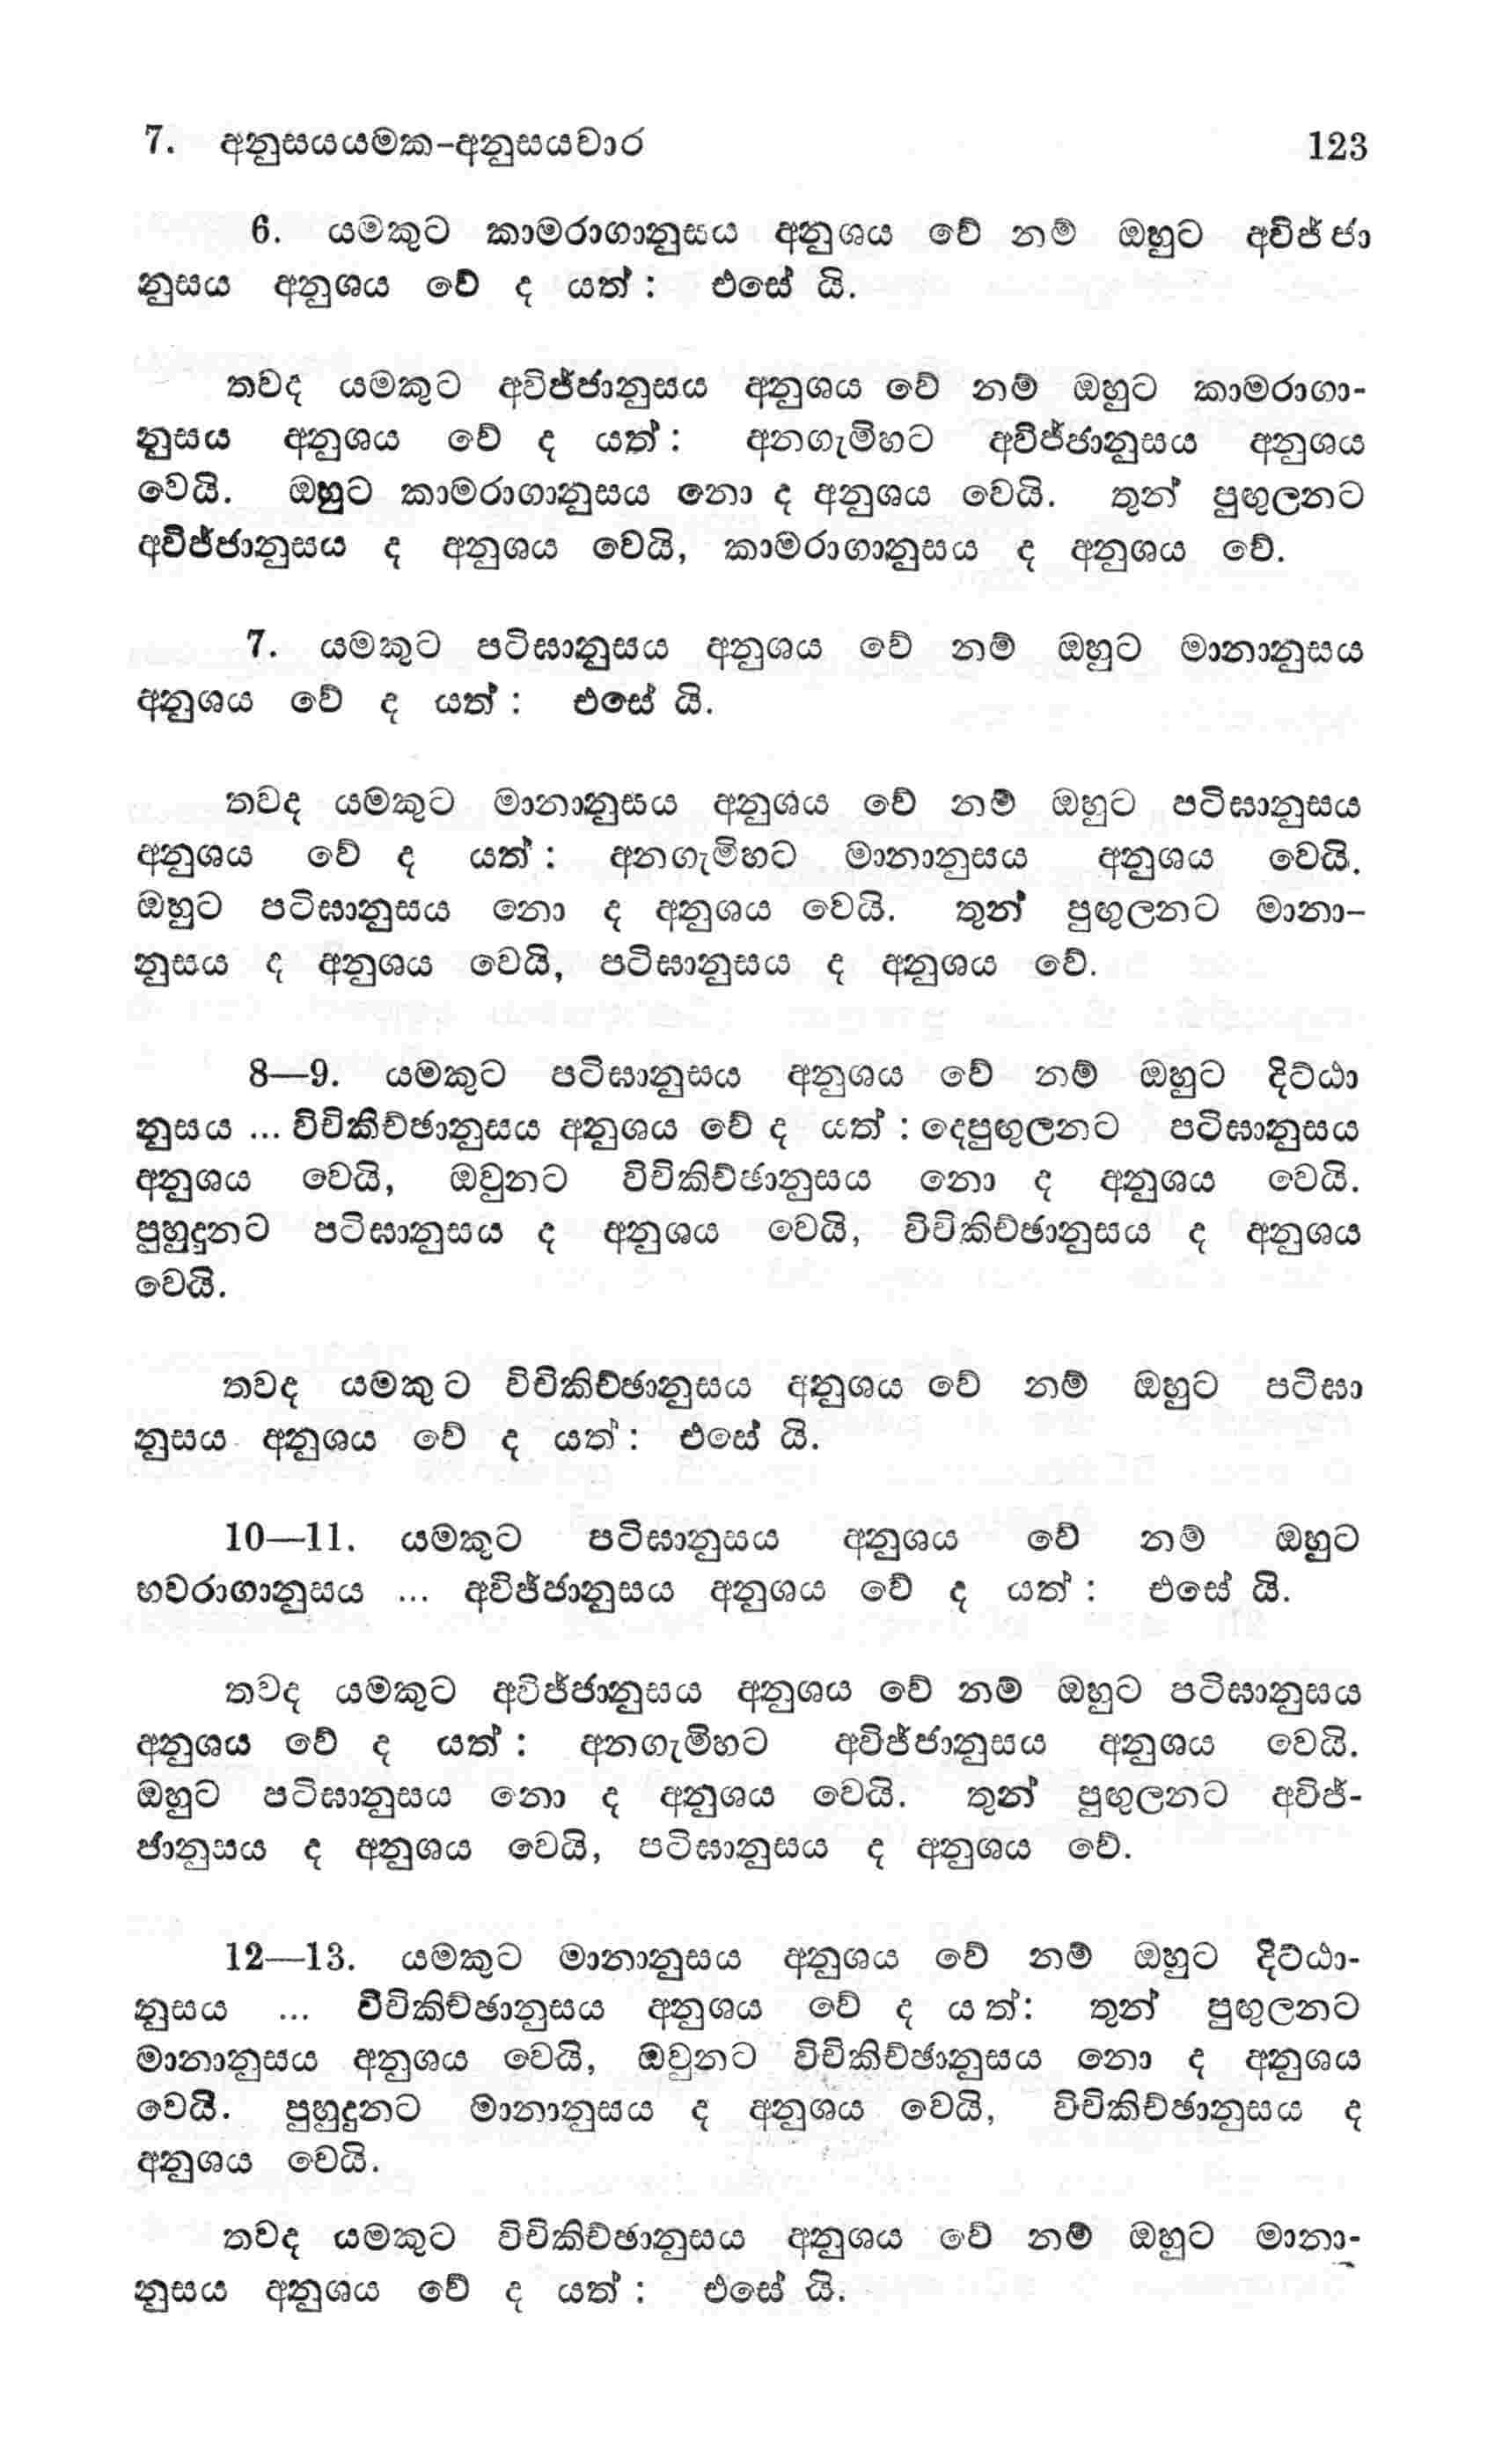 7. අනුසයයමක-අනුසයවාර 123
6. යමකුට කාමරාගානුසය අනුශය වේ නම් ඔහුට අවිජ්ජා
නුසය අනුශය වේ ද යත් : එසේ යි.
තවද යමකුට අවිජ්ජානුසය අනුශය වේ නම් ඔහුට කාමරාගා-
නුසය අනුශය වේ ද යත් : අනගැමිහට අවිජ්ජානුසය අනුශය
වෙයි. ඔහුට කාමරාගානුසය නො ද අනුශය වෙයි. තුන් පුඟුලනට
අවිජ්ජානුසය ද අනුශය වෙයි, කාමරාගානුසය ද අනුශය වේ.
7. යමකුට පටිඝානුසය අනුශය වේ නම් ඔහුට මානානුසය
අනුශය වේ ද යත් : එසේ යි.
තවද යමකුට මානානුසය අනුශය වේ නම් ඔහුට පටිඝානුසය
අනුශය වේ ද යත් : අනගැමිහට මානානුසය අනුශය වෙයි.
ඔහුට පටිඝානුසය නො ද අනුශය වෙයි. තුන් පුඟුලනට මානා-
නුසය ද අනුශය වෙයි, පටිඝානුසය ද අනුශය වේ.
8—9. යමකුට පටිඝානුසය අනුශය වේ නම් ඔහුට දිට්ඨා
නුසය ... විචිකිච්ඡානුසය අනුශය වේ ද යත් : දෙපුඟුලනට පටිඝානුසය
අනුශය වෙයි, ඔවුනට විචිකිච්ඡානුසය නො ද අනුශය වෙයි.
පුහුදුනට පටිඝානුසය ද අනුශය වෙයි, විචිකිච්ඡානුසය ද අනුශය
වෙයි.
තවද යමකුට විචිකිච්ඡානුසය අනුශය වේ නම් ඔහුට පටිඝා
නුසය අනුශය වේ ද යත් : එසේ යි.
10—11. යමකුට පටිඝානුසය අනුශය වේ නම් ඔහුට
භවරාගානුසය ... අවිජ්ජානුසය අනුශය වේ ද යත් : එසේ යි.
තවද යමකුට අවිජ්ජානුසය අනුශය වේ නම් ඔහුට පටිඝානුසය
අනුශය වේ ද යත් : අනගැමිහට අවිජ්ජානුසය අනුශය වෙයි.
ඔහුට පටිඝානුසය නො ද අනුශය වෙයි. තුන් පුඟුලනට අවිජ්-
ජානුසය ද අනුශය වෙයි, පටිඝානුසය ද අනුශය වේ.
12—13. යමකුට මානානුසය අනුශය වේ නම් ඔහුට දිට්ඨා-
නුසය ... විචිකිච්ඡානුසය අනුශය වේ ද යත්: තුන් පුඟුලනට
මානානුසය අනුශය වෙයි, ඔවුනට විචිකිච්ඡානුසය නො ද අනුශය
වෙයි. පුහුදුනට මානානුසය ද අනුශය වෙයි, විචිකිච්ඡානුසය ද
අනුශය වෙයි.
තවද යමකුට විචිකිච්ඡානුසය අනුශය වේ නම් ඔහුට මානා-
නුසය අනුශය වේ ද යත් : එසේ යි.